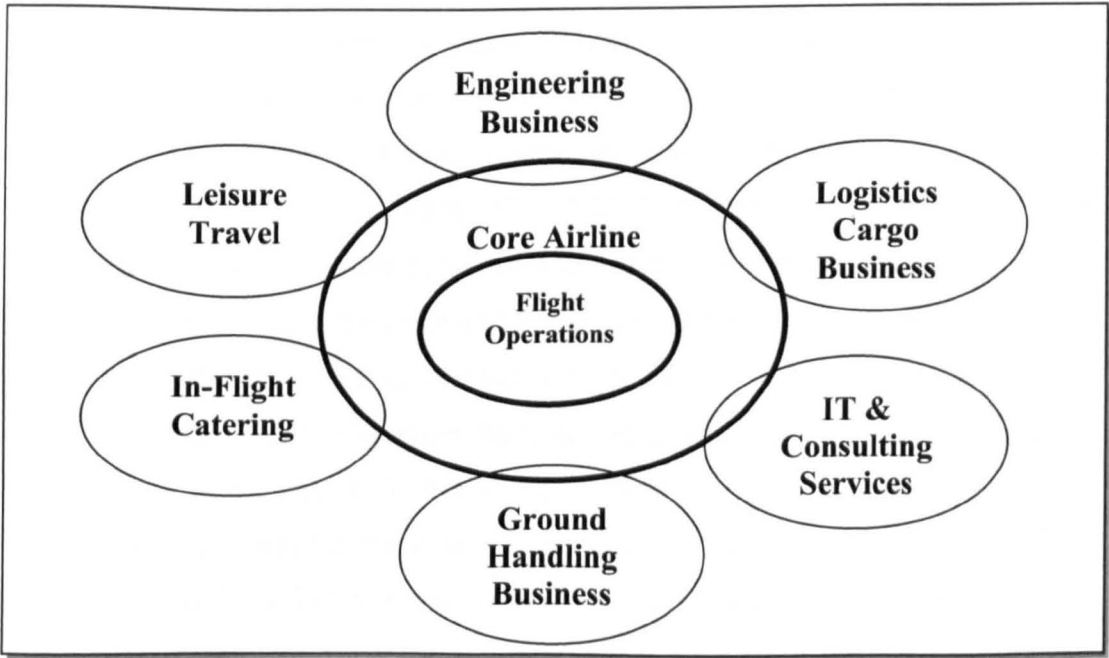 Engineering
Business
Leisure
Travel
Logistics
Cargo
Business
Core Airline
Flight
Operations
In-Flight
Catering
IT &
Consulting
Services
Ground
Handling
Business